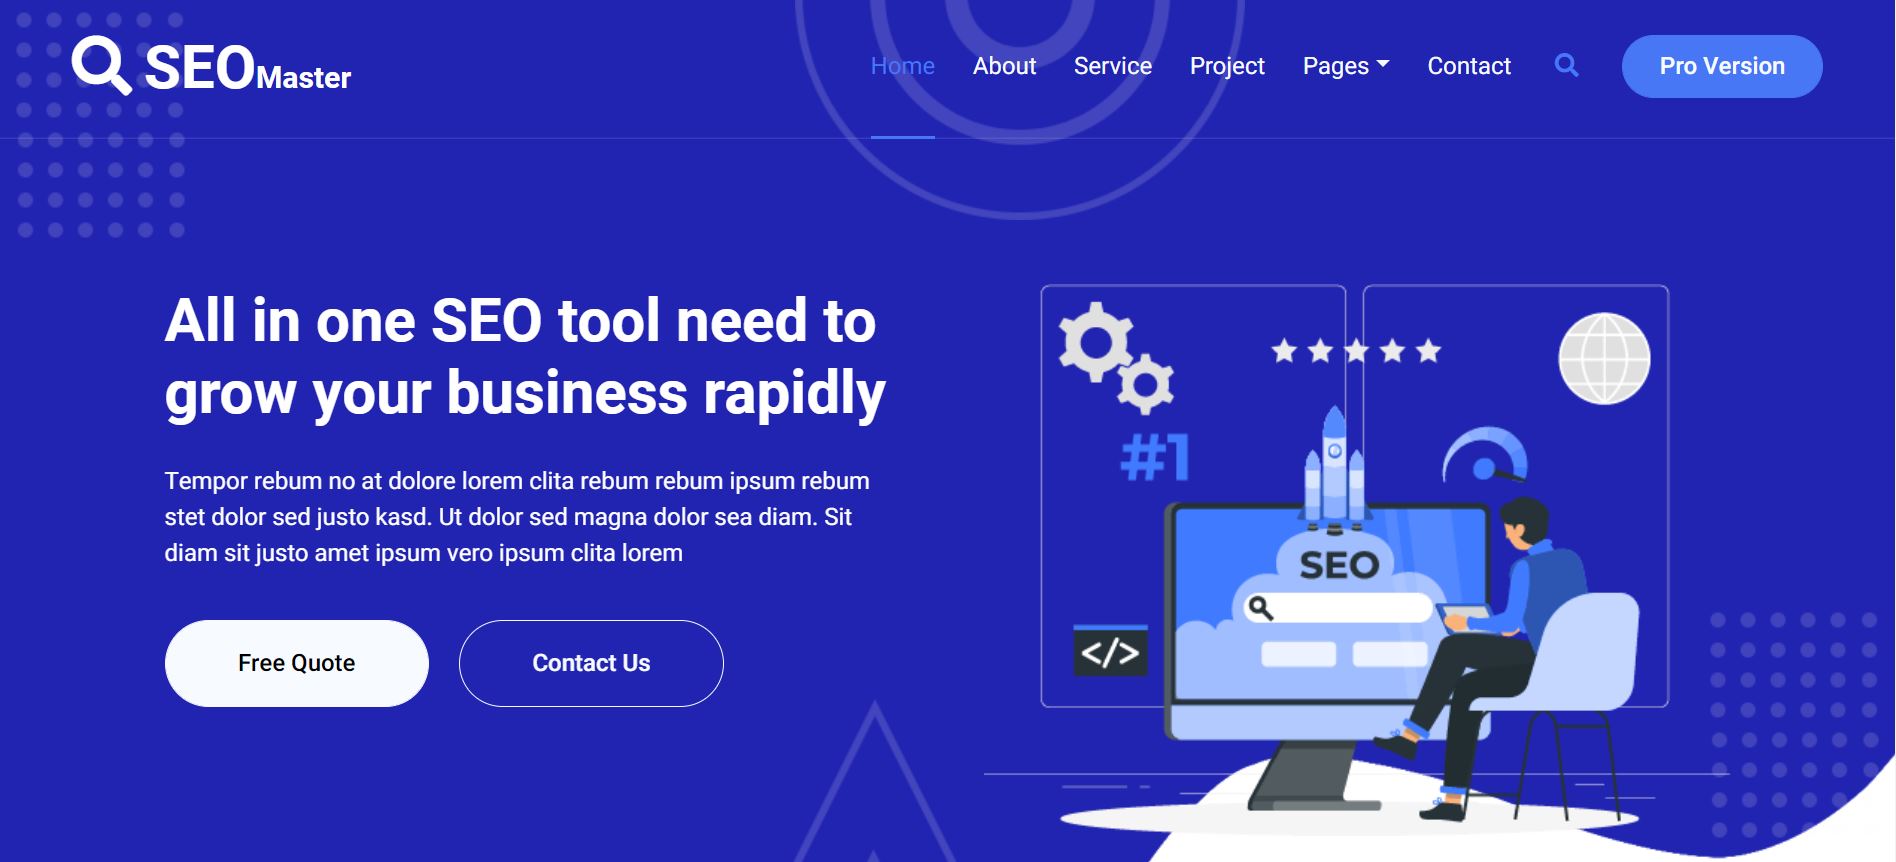 SEOMaster
Home About Service Project Pages Contact Pro Version
All in one SEO tool need to
grow your business rapidly
Tempor rebum no at dolore lorem clita rebum rebum ipsum rebum
stet dolor sed justo kasd. Ut dolor sed magna dolor sea diam. Sit
diam sit justo amet ipsum vero ipsum clita lorem
Free Quote Contact Us
#1
SEO
</>